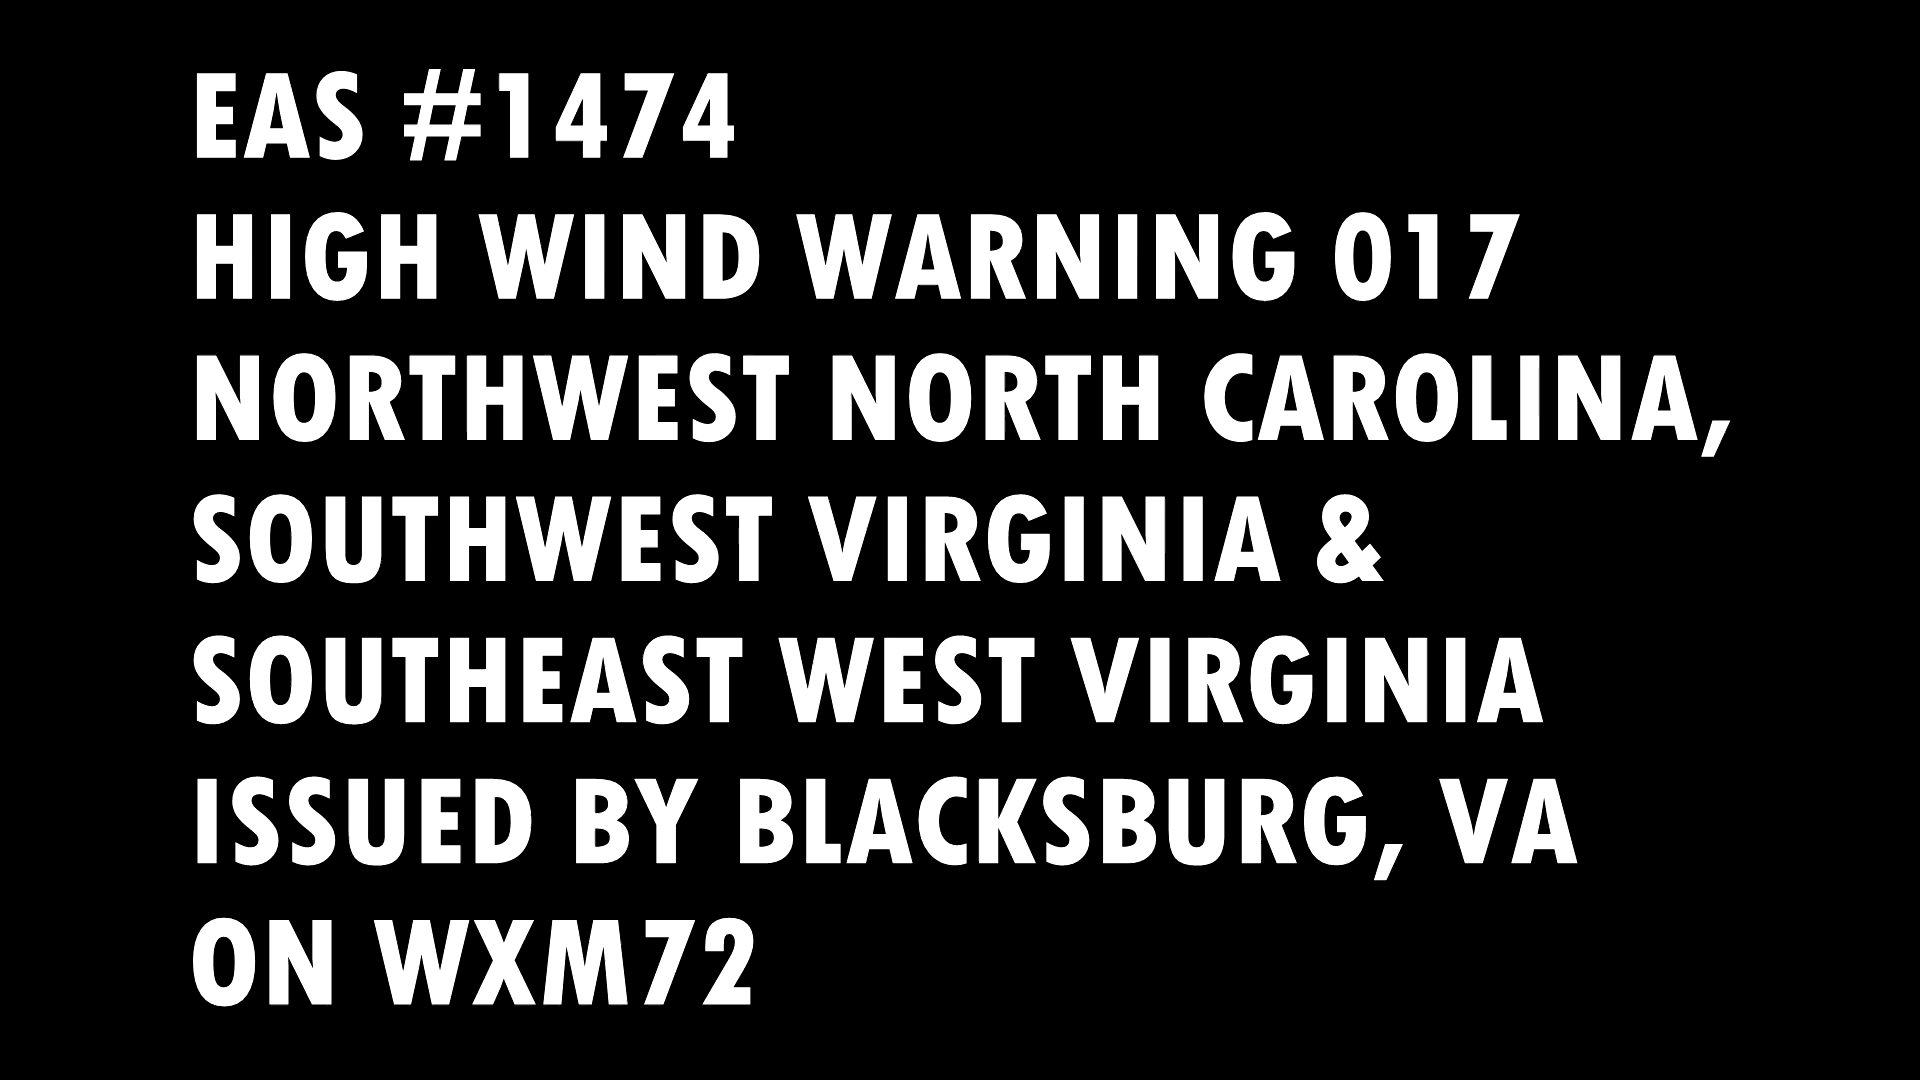 EAS #1474
HIGH WIND WARNING 017
NORTHWEST NORTH CAROLINA,
SOUTHWEST VIRGINIA &
SOUTHEAST WEST VIRGINIA
ISSUED BY BLACKSBURG, VA
ON WXM72